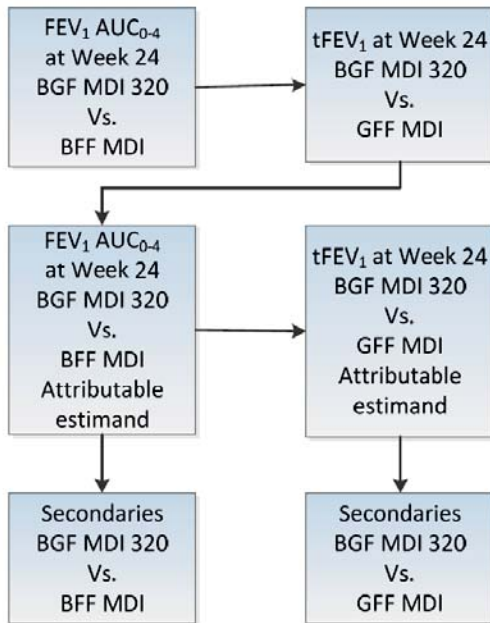 FEV₁ AUC₀₋₄
at Week 24
BGF MDI 320
Vs.
BFF MDI
tFEV₁ at Week 24
BGF MDI 320
Vs.
GFF MDI
FEV₁ AUC₀₋₄
at Week 24
BGF MDI 320
Vs.
BFF MDI
Attributable
estimand
tFEV₁ at Week 24
BGF MDI 320
Vs.
GFF MDI
Attributable
estimand
Secondaries
BGF MDI 320
Vs.
BFF MDI
Secondaries
BGF MDI 320
Vs.
GFF MDI